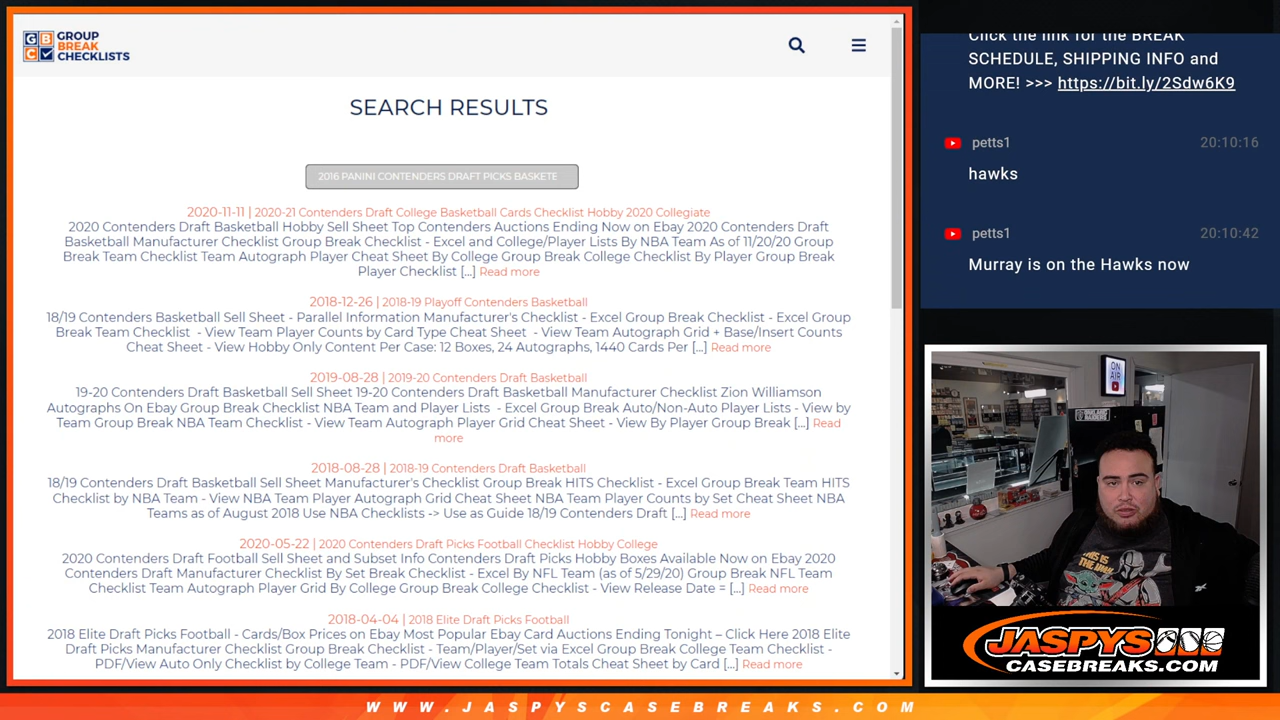 GROUP
BREAK
CHECKLISTS
SEARCH RESULTS
2016 PANINI CONTENDERS DRAFT PICKS BASKETE
2020-11-11 | 2020-21 Contenders Draft College Basketball Cards Checklist Hobby 2020 Collegiate
2020 Contenders Draft Basketball Hobby Sell Sheet Top Contenders Auctions Ending Now on Ebay 2020 Contenders Draft
Basketball Manufacturer Checklist Group Break Checklist - Excel and College/Player Lists By NBA Team As of 11/20/20 Group
Break Team Checklist Team Autograph Player Cheat Sheet By College Group Break College Checklist By Player Group Break
Player Checklist [...] Read more
2018-12-26 | 2018-19 Playoff Contenders Basketball
18/19 Contenders Basketball Sell Sheet - Parallel Information Manufacturer's Checklist - Excel Group Break Checklist - Excel Group
Break Team Checklist - View Team Player Counts by Card Type Cheat Sheet - View Team Autograph Grid + Base/Insert Counts
Cheat Sheet - View Hobby Only Content Per Case: 12 Boxes, 24 Autographs, 1440 Cards Per [...] Read more
2019-08-28 | 2019-20 Contenders Draft Basketball
19-20 Contenders Draft Basketball Sell Sheet 19-20 Contenders Draft Basketball Manufacturer Checklist Zion Williamson
Autographs On Ebay Group Break Checklist NBA Team and Player Lists - Excel Group Break Auto/Non-Auto Player Lists - View by
Team Group Break NBA Team Checklist - View Team Autograph Player Grid Cheat Sheet - View By Player Group Break [...] Read
more
2018-08-28 | 2018-19 Contenders Draft Basketball
18/19 Contenders Draft Basketball Sell Sheet Manufacturer's Checklist Group Break HITS Checklist - Excel Group Break Team HITS
Checklist by NBA Team - View NBA Team Player Autograph Grid Cheat Sheet NBA Team Player Counts by Set Cheat Sheet NBA
Teams as of August 2018 Use NBA Checklists -> Use as Guide 18/19 Contenders Draft [...] Read more
2020-05-22 | 2020 Contenders Draft Picks Football Checklist Hobby College
2020 Contenders Draft Football Sell Sheet and Subset Info Contenders Draft Picks Hobby Boxes Available Now on Ebay 2020
Contenders Draft Manufacturer Checklist By Set Break Checklist - Excel By NFL Team (as of 5/29/20) Group Break NFL Team
Checklist Team Autograph Player Grid By College Group Break College Checklist - View Release Date = [...] Read more
2018-04-04 | 2018 Elite Draft Picks Football
2018 Elite Draft Picks Football - Cards/Box Prices on Ebay Most Popular Ebay Card Auctions Ending Tonight – Click Here 2018 Elite
Draft Picks Manufacturer Checklist Group Break Checklist - Team/Player/Set via Excel Group Break College Team Checklist -
PDF/View Auto Only Checklist by College Team - PDF/View College Team Totals Cheat Sheet by Card [...] Read more
Click the link for the BREAK
SCHEDULE, SHIPPING INFO and
MORE! >>> https://bit.ly/2Sdw6K9
petts1 20:10:16
hawks
petts1 20:10:42
Murray is on the Hawks now
ON
AIR
JASPYS
CASEBREAKS.COM
WWW.JASPYSCASEBREAKS.COM